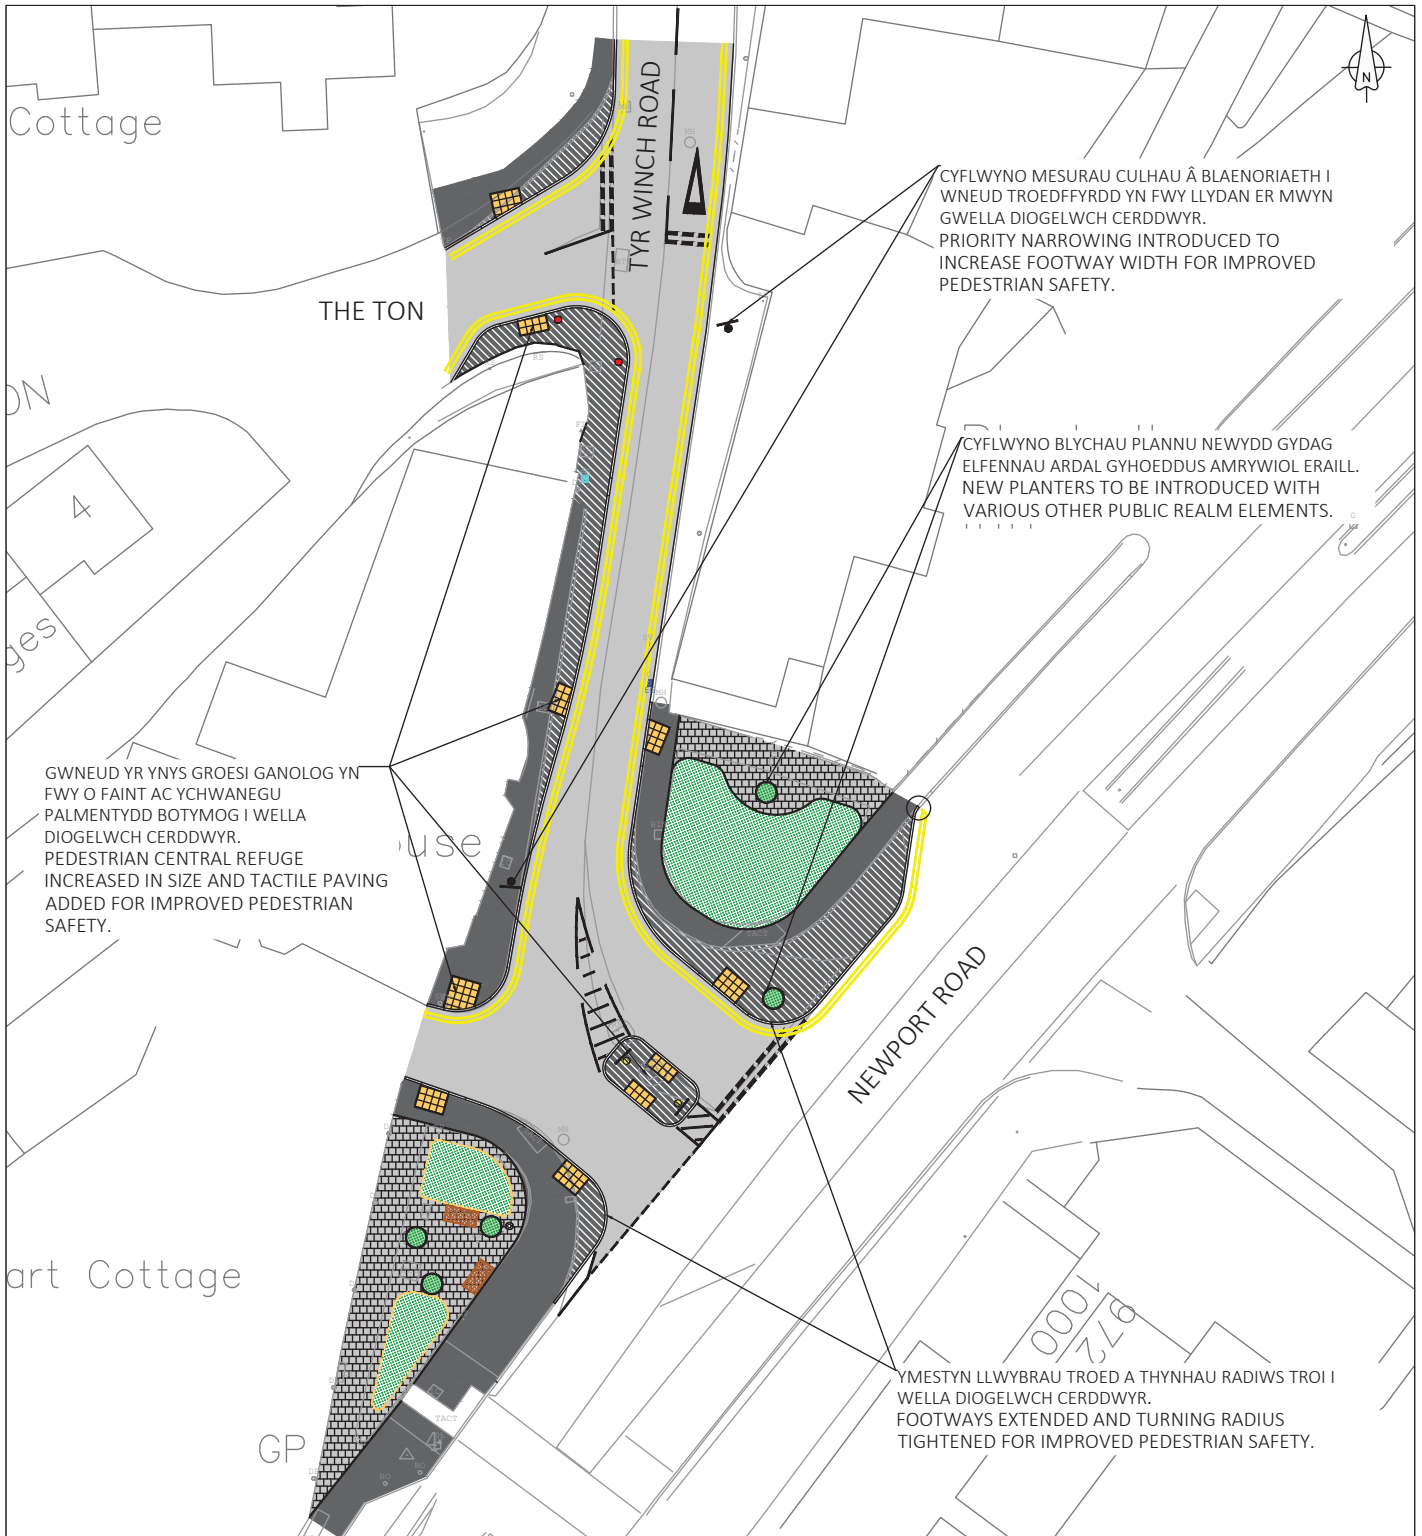 N
Cottage
TYR WINCH ROAD
CYFLWYNO MESURAU CULHAU Â BLAENORIAETH I
WNEUD TROEDFFYRDD YN FWY LLYDAN ER MWYN
GWELLA DIOGELWCH CERDDWYR.
PRIORITY NARROWING INTRODUCED TO
INCREASE FOOTWAY WIDTH FOR IMPROVED
PEDESTRIAN SAFETY.
THE TON
ON
4
CYFLWYNO BLYCHAU PLANNU NEWYDD GYDAG
ELFENNAU ARDAL GYHOEDDUS AMRYWIOL ERAILL.
NEW PLANTERS TO BE INTRODUCED WITH
VARIOUS OTHER PUBLIC REALM ELEMENTS.
ges
GWNEUD YR YNYS GROESI GANOLOG YN
FWY O FAINT AC YCHWANEGU
PALMENTYDD BOTYMOG I WELLA
DIOGELWCH CERDDWYR.
PEDESTRIAN CENTRAL REFUGE
INCREASED IN SIZE AND TACTILE PAVING
ADDED FOR IMPROVED PEDESTRIAN
SAFETY.
use
NEWPORT ROAD
MH
art Cottage
1000
972
YMESTYN LLWYBRAU TROED A THYNHAU RADIWS TROI I
WELLA DIOGELWCH CERDDWYR.
FOOTWAYS EXTENDED AND TURNING RADIUS
TIGHTENED FOR IMPROVED PEDESTRIAN SAFETY.
TACT
GP